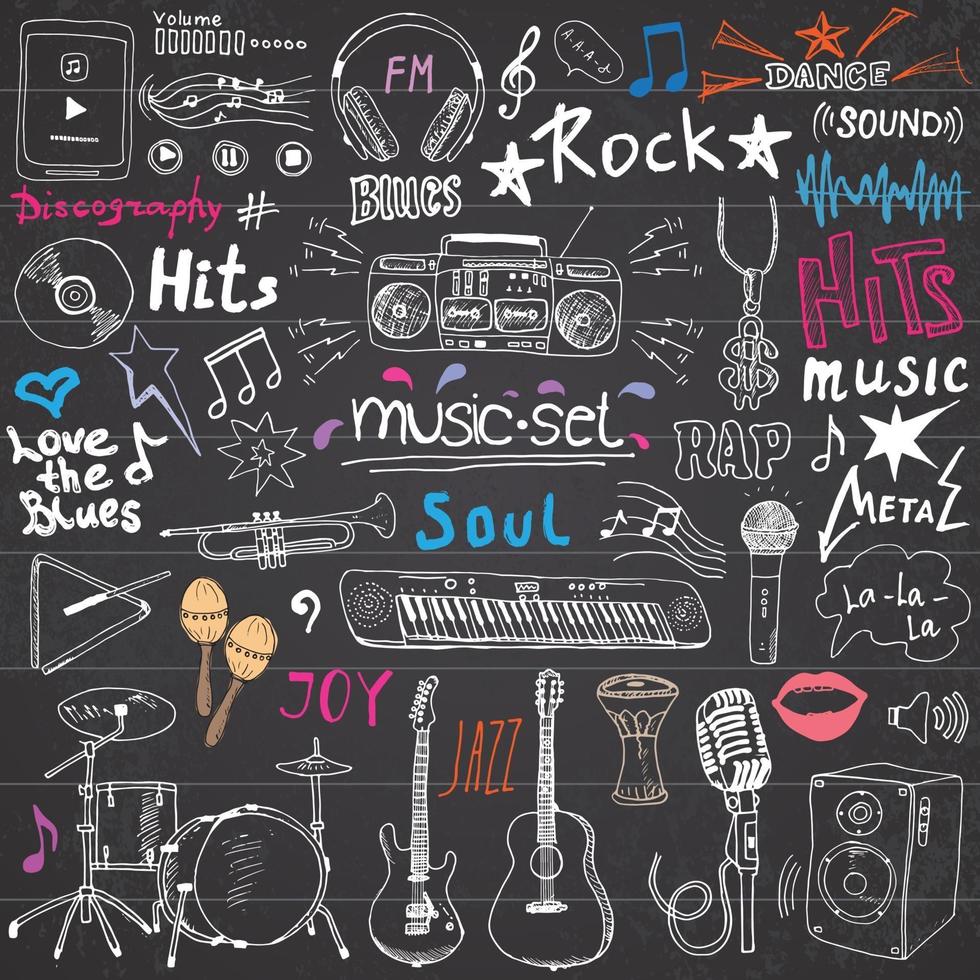 Volume
FM
A-A-A-A
DANCE
((SOUND))
Rock
Blues
Discography #
Hits
HiTS
music
music·set
RAP
Love
the
Blues
Soul
METAL
La-La-
La
JOY
JAZZ